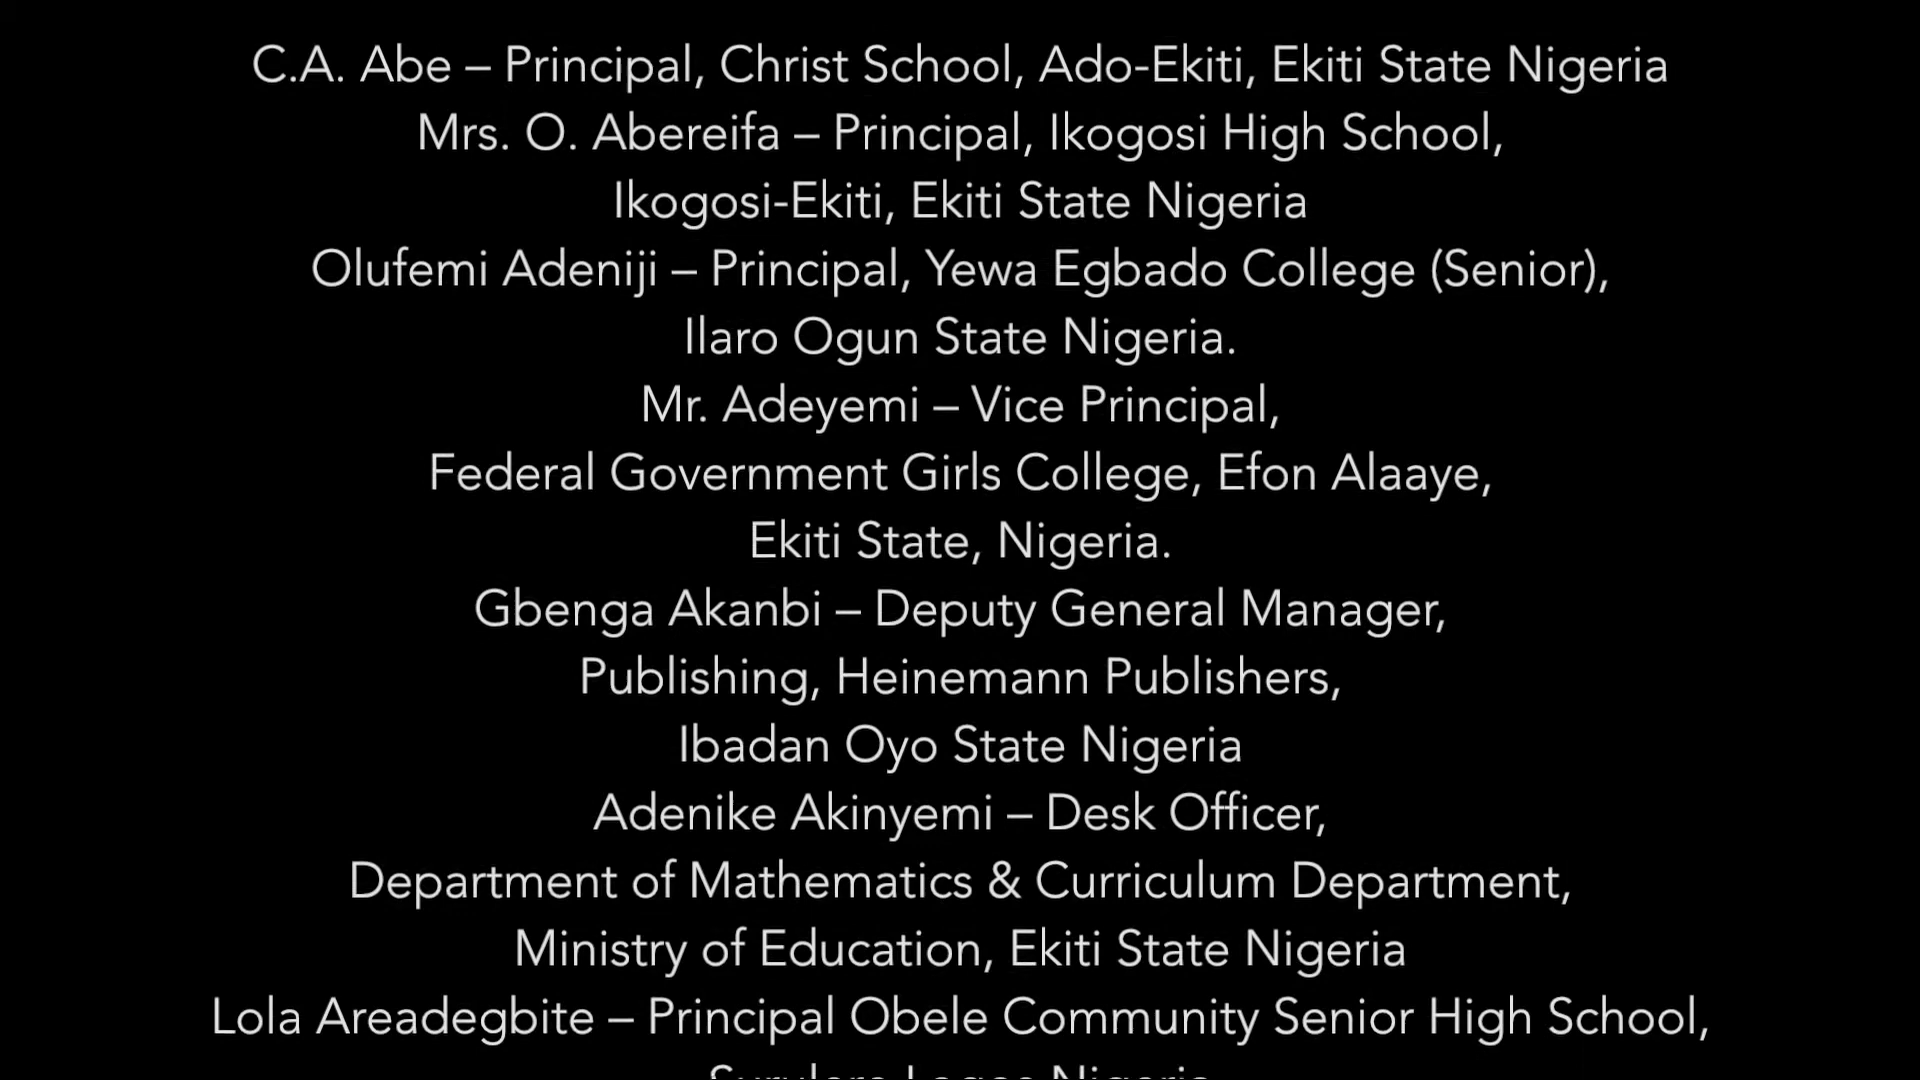 C.A. Abe – Principal, Christ School, Ado-Ekiti, Ekiti State Nigeria
Mrs. O. Abereifa – Principal, Ikogosi High School,
Ikogosi-Ekiti, Ekiti State Nigeria
Olufemi Adeniji – Principal, Yewa Egbado College (Senior),
Ilaro Ogun State Nigeria.
Mr. Adeyemi – Vice Principal,
Federal Government Girls College, Efon Alaaye,
Ekiti State, Nigeria.
Gbenga Akanbi – Deputy General Manager,
Publishing, Heinemann Publishers,
Ibadan Oyo State Nigeria
Adenike Akinyemi – Desk Officer,
Department of Mathematics & Curriculum Department,
Ministry of Education, Ekiti State Nigeria
Lola Areadegbite – Principal Obele Community Senior High School,
Surulere Lagos Nigeria